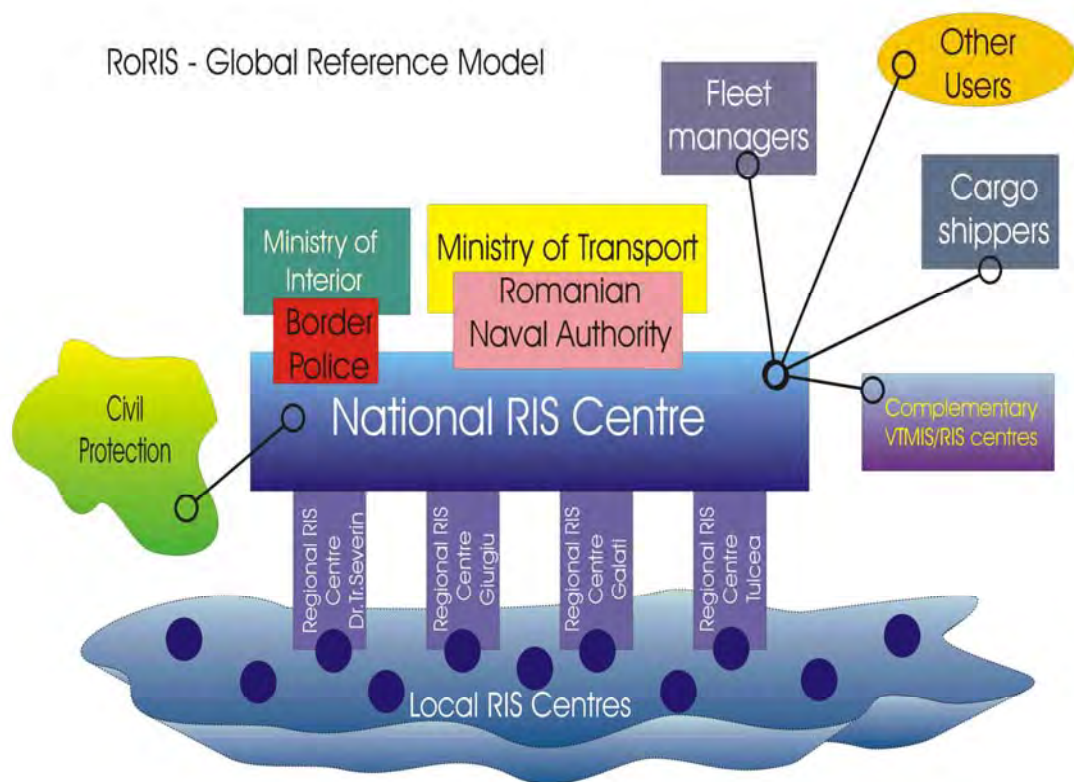 RoRIS - Global Reference Model
Other
Users
Fleet
managers
Cargo
shippers
Ministry of
Interior
Ministry of Transport
Romanian
Naval Authority
Border
Police
Civil
Protection
National RIS Centre
Complementary
VTMIS/RIS centres
Regional RIS
Centre
Dr.Tr.Severin
Regional RIS
Centre
Giurgiu
Regional RIS
Centre
Galati
Regional RIS
Centre
Tulcea
Local RIS Centres